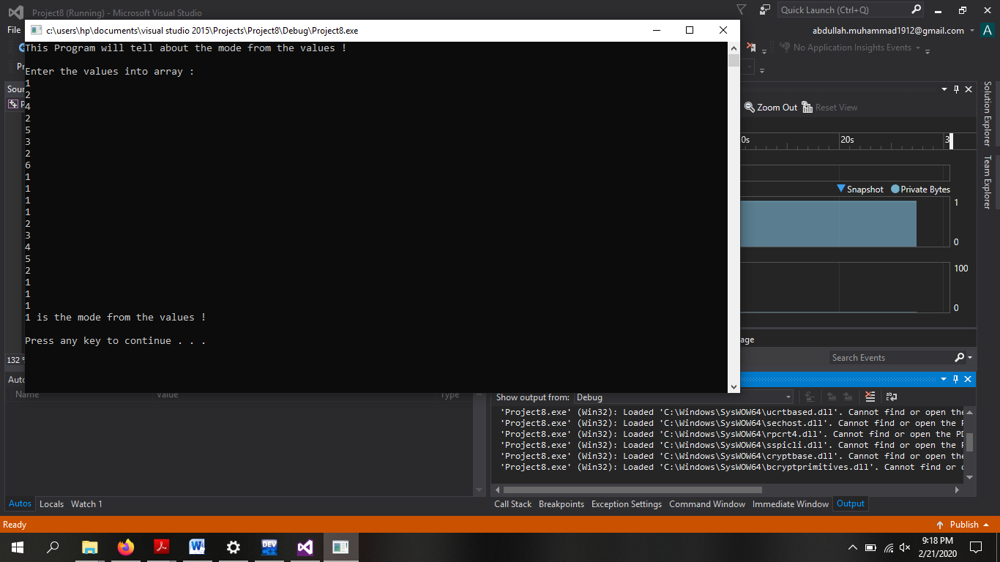 Project8 (Running) - Microsoft Visual Studio
Quick Launch (Ctrl+Q)
File
abdullah.muhammad1912@gmail.com
A
No Application Insights Events
c:\users\hp\documents\visual studio 2015\Projects\Project8\Debug\Project8.exe
This Program will tell about the mode from the values !
Enter the values into array :
1
2
4
2
5
3
2
6
1
1
1
1
2
3
4
5
2
1
1
1
1 is the mode from the values !
Press any key to continue . . .
Solution Explorer
Team Explorer
Zoom Out
Reset View
20s
Snapshot
Private Bytes
1
0
100
0
Search Events
132
Name
Value
Type
Show output from:
Debug
'Project8.exe' (Win32): Loaded 'C:\Windows\SysWOW64\ucrtbased.dll'. Cannot find or open the
'Project8.exe' (Win32): Loaded 'C:\Windows\SysWOW64\sechost.dll'. Cannot find or open the P
'Project8.exe' (Win32): Loaded 'C:\Windows\SysWOW64\rpcrt4.dll'. Cannot find or open the PD
'Project8.exe' (Win32): Loaded 'C:\Windows\SysWOW64\sspicli.dll'. Cannot find or open the P
'Project8.exe' (Win32): Loaded 'C:\Windows\SysWOW64\cryptbase.dll'. Cannot find or open the
'Project8.exe' (Win32): Loaded 'C:\Windows\SysWOW64\bcryptprimitives.dll'. Cannot find or o
Autos
Locals
Watch 1
Call Stack
Breakpoints
Exception Settings
Command Window
Immediate Window
Output
Ready
Publish
DEV
9:18 PM
2/21/2020